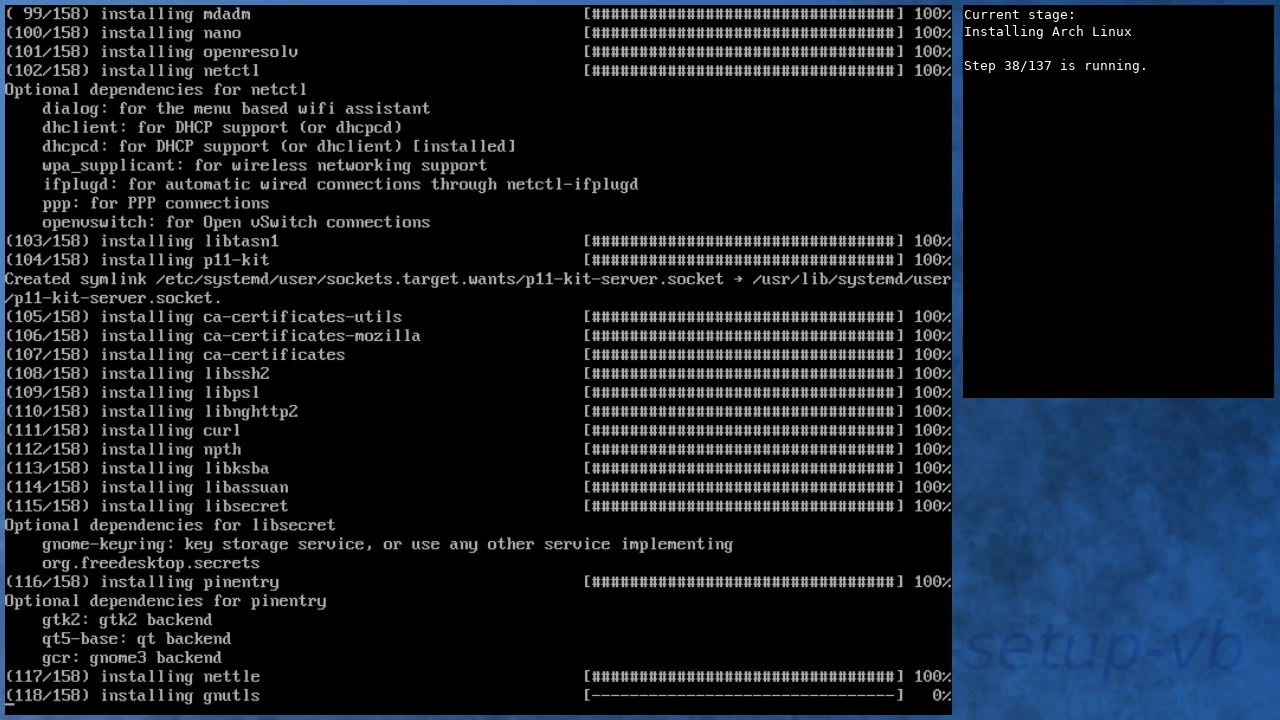 ( 99/158) installing mdadm [################################] 100%
(100/158) installing nano [################################] 100%
(101/158) installing openresolv [################################] 100%
(102/158) installing netctl [################################] 100%
Optional dependencies for netctl
    dialog: for the menu based wifi assistant
    dhclient: for DHCP support (or dhcpcd)
    dhcpcd: for DHCP support (or dhclient) [installed]
    wpa_supplicant: for wireless networking support
    ifplugd: for automatic wired connections through netctl-ifplugd
    ppp: for PPP connections
    openvswitch: for Open vSwitch connections
(103/158) installing libtasn1 [################################] 100%
(104/158) installing p11-kit [################################] 100%
Created symlink /etc/systemd/user/sockets.target.wants/p11-kit-server.socket → /usr/lib/systemd/user
/p11-kit-server.socket.
(105/158) installing ca-certificates-utils [################################] 100%
(106/158) installing ca-certificates-mozilla [################################] 100%
(107/158) installing ca-certificates [################################] 100%
(108/158) installing libssh2 [################################] 100%
(109/158) installing libpsl [################################] 100%
(110/158) installing libnghttp2 [################################] 100%
(111/158) installing curl [################################] 100%
(112/158) installing npth [################################] 100%
(113/158) installing libksba [################################] 100%
(114/158) installing libassuan [################################] 100%
(115/158) installing libsecret [################################] 100%
Optional dependencies for libsecret
    gnome-keyring: key storage service, or use any other service implementing
    org.freedesktop.secrets
(116/158) installing pinentry [################################] 100%
Optional dependencies for pinentry
    gtk2: gtk2 backend
    qt5-base: qt backend
    gcr: gnome3 backend
(117/158) installing nettle [################################] 100%
(118/158) installing gnutls [--------------------------------] 0%
Current stage:
Installing Arch Linux
Step 38/137 is running.
-setup-vb